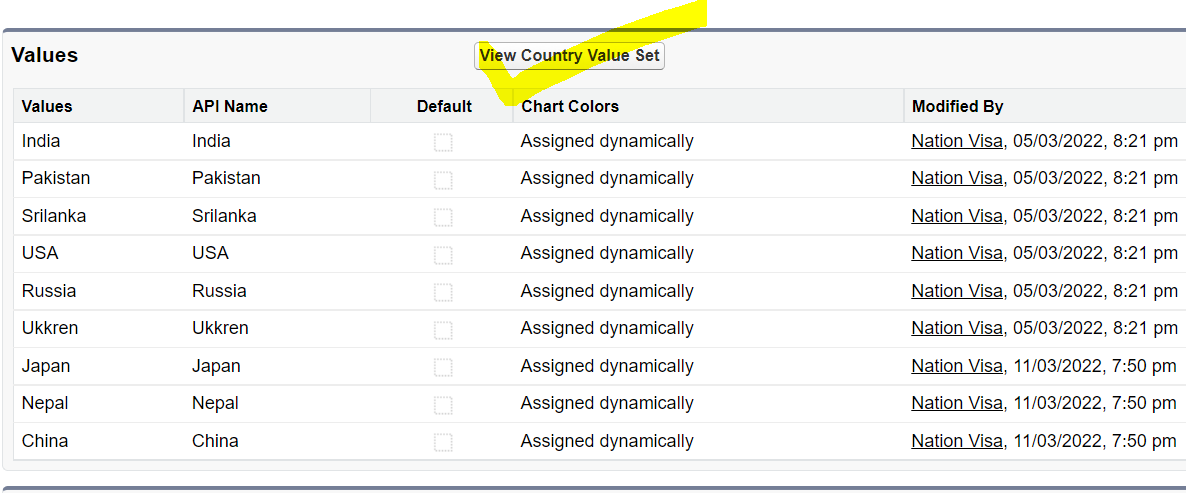 Values View Country Value Set
Values API Name Default Chart Colors Modified By
India India Assigned dynamically Nation Visa, 05/03/2022, 8:21 pm
Pakistan Pakistan Assigned dynamically Nation Visa, 05/03/2022, 8:21 pm
Srilanka Srilanka Assigned dynamically Nation Visa, 05/03/2022, 8:21 pm
USA USA Assigned dynamically Nation Visa, 05/03/2022, 8:21 pm
Russia Russia Assigned dynamically Nation Visa, 05/03/2022, 8:21 pm
Ukkren Ukkren Assigned dynamically Nation Visa, 05/03/2022, 8:21 pm
Japan Japan Assigned dynamically Nation Visa, 11/03/2022, 7:50 pm
Nepal Nepal Assigned dynamically Nation Visa, 11/03/2022, 7:50 pm
China China Assigned dynamically Nation Visa, 11/03/2022, 7:50 pm